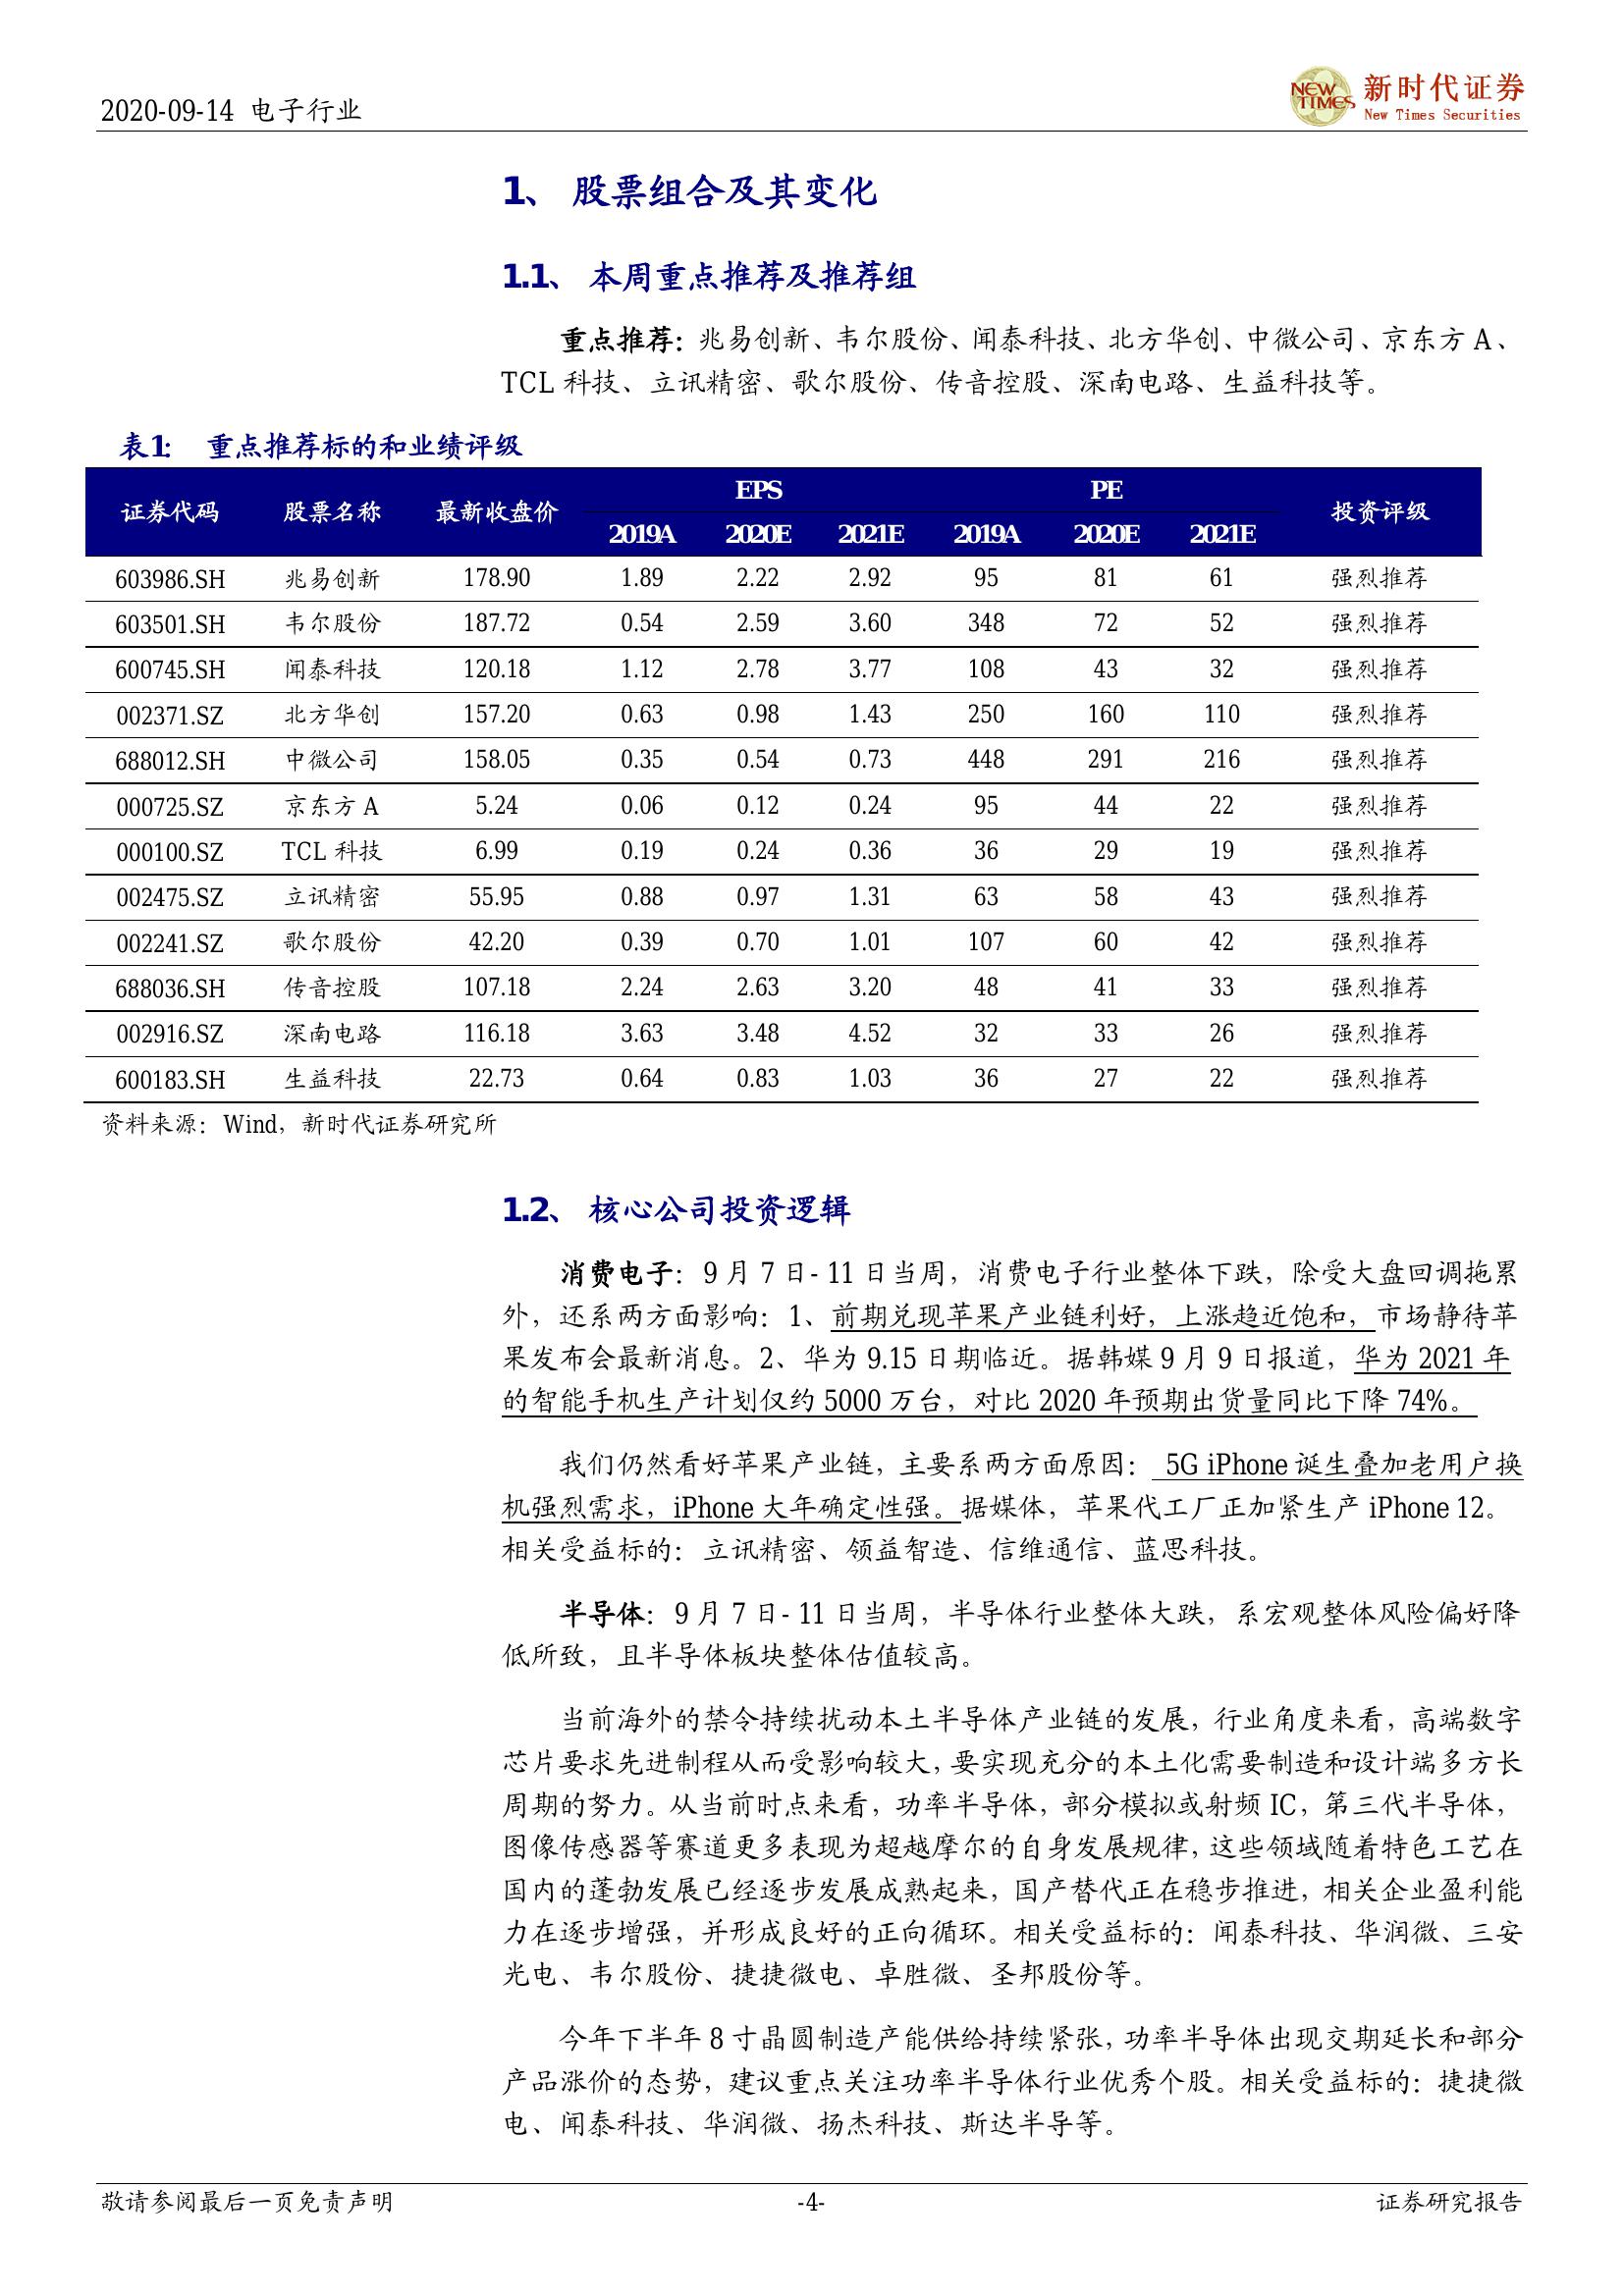 2020-09-14 电子行业
NEW TIMES 新时代证券
New Times Securities
1、 股票组合及其变化
1.1、 本周重点推荐及推荐组
重点推荐：兆易创新、韦尔股份、闻泰科技、北方华创、中微公司、京东方 A、
TCL 科技、立讯精密、歌尔股份、传音控股、深南电路、生益科技等。
表1: 重点推荐标的和业绩评级
证券代码 股票名称 最新收盘价 EPS PE 投资评级
2019A 2020E 2021E 2019A 2020E 2021E
603986.SH 兆易创新 178.90 1.89 2.22 2.92 95 81 61 强烈推荐
603501.SH 韦尔股份 187.72 0.54 2.59 3.60 348 72 52 强烈推荐
600745.SH 闻泰科技 120.18 1.12 2.78 3.77 108 43 32 强烈推荐
002371.SZ 北方华创 157.20 0.63 0.98 1.43 250 160 110 强烈推荐
688012.SH 中微公司 158.05 0.35 0.54 0.73 448 291 216 强烈推荐
000725.SZ 京东方 A 5.24 0.06 0.12 0.24 95 44 22 强烈推荐
000100.SZ TCL 科技 6.99 0.19 0.24 0.36 36 29 19 强烈推荐
002475.SZ 立讯精密 55.95 0.88 0.97 1.31 63 58 43 强烈推荐
002241.SZ 歌尔股份 42.20 0.39 0.70 1.01 107 60 42 强烈推荐
688036.SH 传音控股 107.18 2.24 2.63 3.20 48 41 33 强烈推荐
002916.SZ 深南电路 116.18 3.63 3.48 4.52 32 33 26 强烈推荐
600183.SH 生益科技 22.73 0.64 0.83 1.03 36 27 22 强烈推荐
资料来源：Wind，新时代证券研究所
1.2、 核心公司投资逻辑
消费电子：9 月 7 日- 11 日当周，消费电子行业整体下跌，除受大盘回调拖累
外，还系两方面影响：1、前期兑现苹果产业链利好，上涨趋近饱和，市场静待苹
果发布会最新消息。2、华为 9.15 日期临近。据韩媒 9 月 9 日报道，华为 2021 年
的智能手机生产计划仅约 5000 万台，对比 2020 年预期出货量同比下降 74%。
我们仍然看好苹果产业链，主要系两方面原因： 5G iPhone 诞生叠加老用户换
机强烈需求，iPhone 大年确定性强。据媒体，苹果代工厂正加紧生产 iPhone 12。
相关受益标的：立讯精密、领益智造、信维通信、蓝思科技。
半导体：9 月 7 日- 11 日当周，半导体行业整体大跌，系宏观整体风险偏好降
低所致，且半导体板块整体估值较高。
当前海外的禁令持续扰动本土半导体产业链的发展，行业角度来看，高端数字
芯片要求先进制程从而受影响较大，要实现充分的本土化需要制造和设计端多方长
周期的努力。从当前时点来看，功率半导体，部分模拟或射频 IC，第三代半导体，
图像传感器等赛道更多表现为超越摩尔的自身发展规律，这些领域随着特色工艺在
国内的蓬勃发展已经逐步发展成熟起来，国产替代正在稳步推进，相关企业盈利能
力在逐步增强，并形成良好的正向循环。相关受益标的：闻泰科技、华润微、三安
光电、韦尔股份、捷捷微电、卓胜微、圣邦股份等。
今年下半年 8 寸晶圆制造产能供给持续紧张，功率半导体出现交期延长和部分
产品涨价的态势，建议重点关注功率半导体行业优秀个股。相关受益标的：捷捷微
电、闻泰科技、华润微、扬杰科技、斯达半导等。
敬请参阅最后一页免责声明 -4- 证券研究报告